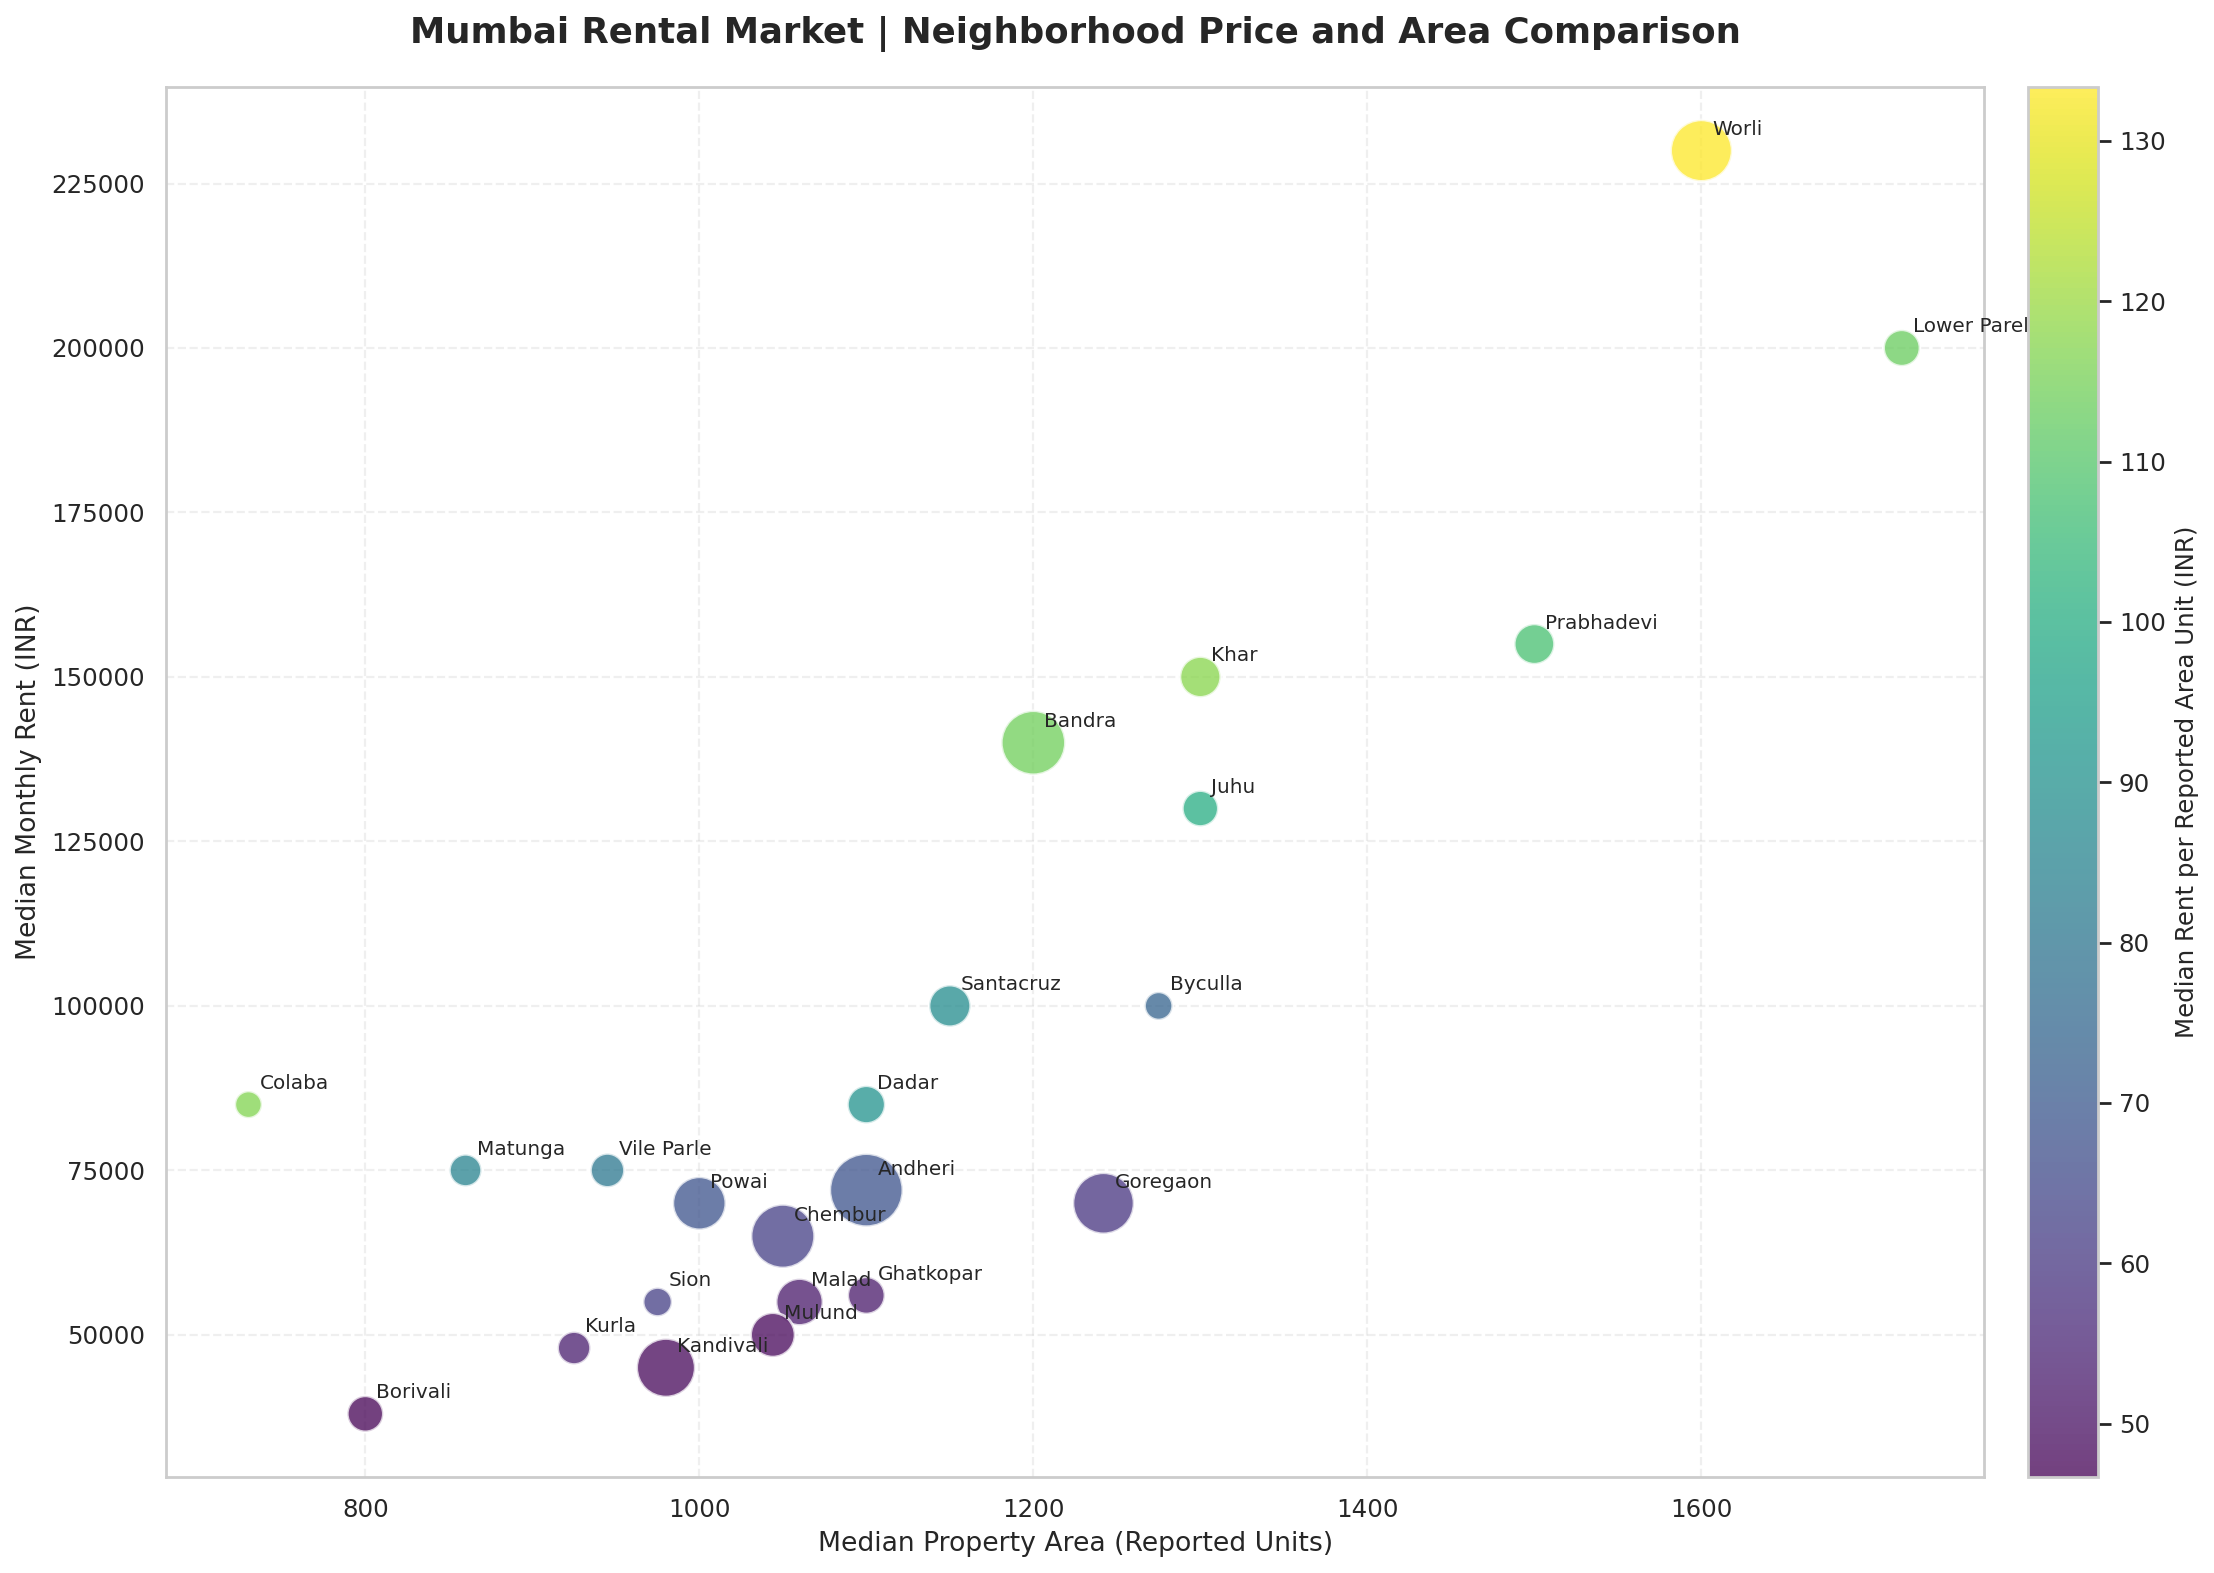 Mumbai Rental Market | Neighborhood Price and Area Comparison
Median Monthly Rent (INR)
225000
200000
175000
150000
125000
100000
75000
50000
Worli
Lower Parel
Prabhadevi
Khar
Bandra
Juhu
Santacruz
Byculla
Colaba
Dadar
Matunga
Vile Parle
Powai
Andheri
Goregaon
Chembur
Sion
Malad
Ghatkopar
Kurla
Mulund
Kandivali
Borivali
800
1000
1200
1400
1600
Median Property Area (Reported Units)
130
120
110
100
90
80
70
60
50
Median Rent per Reported Area Unit (INR)